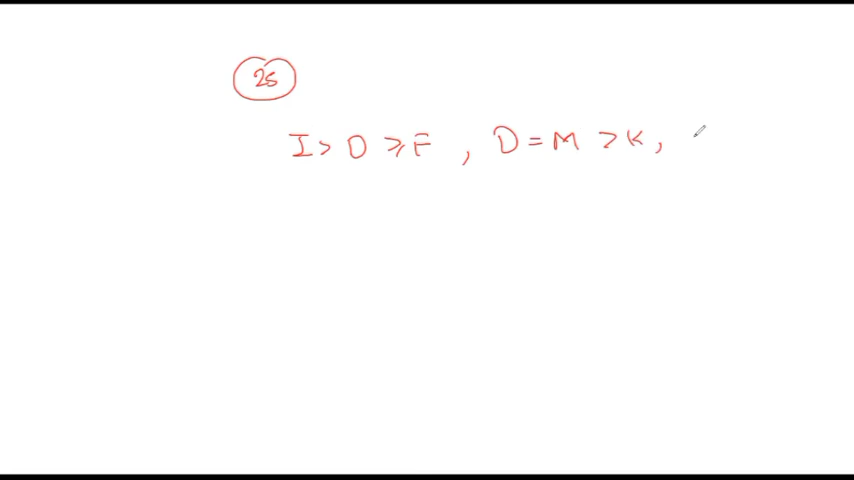 25
I > D ≥ F , D = M > K ,